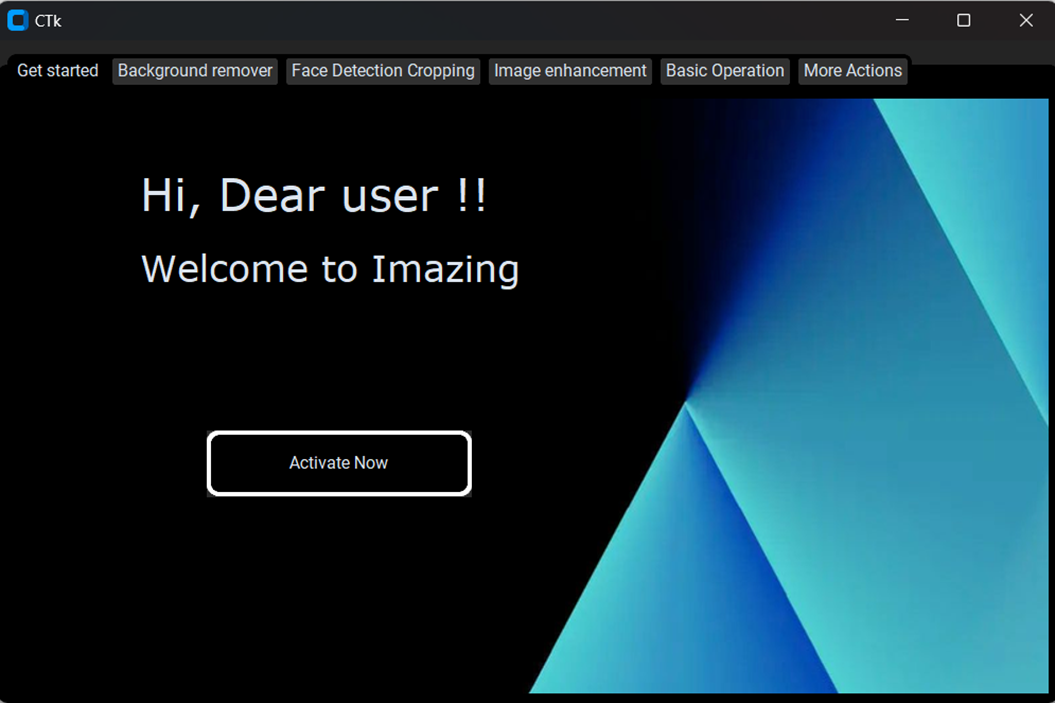 CTk
Get started Background remover Face Detection Cropping Image enhancement Basic Operation More Actions
Hi, Dear user !!
Welcome to Imazing
Activate Now